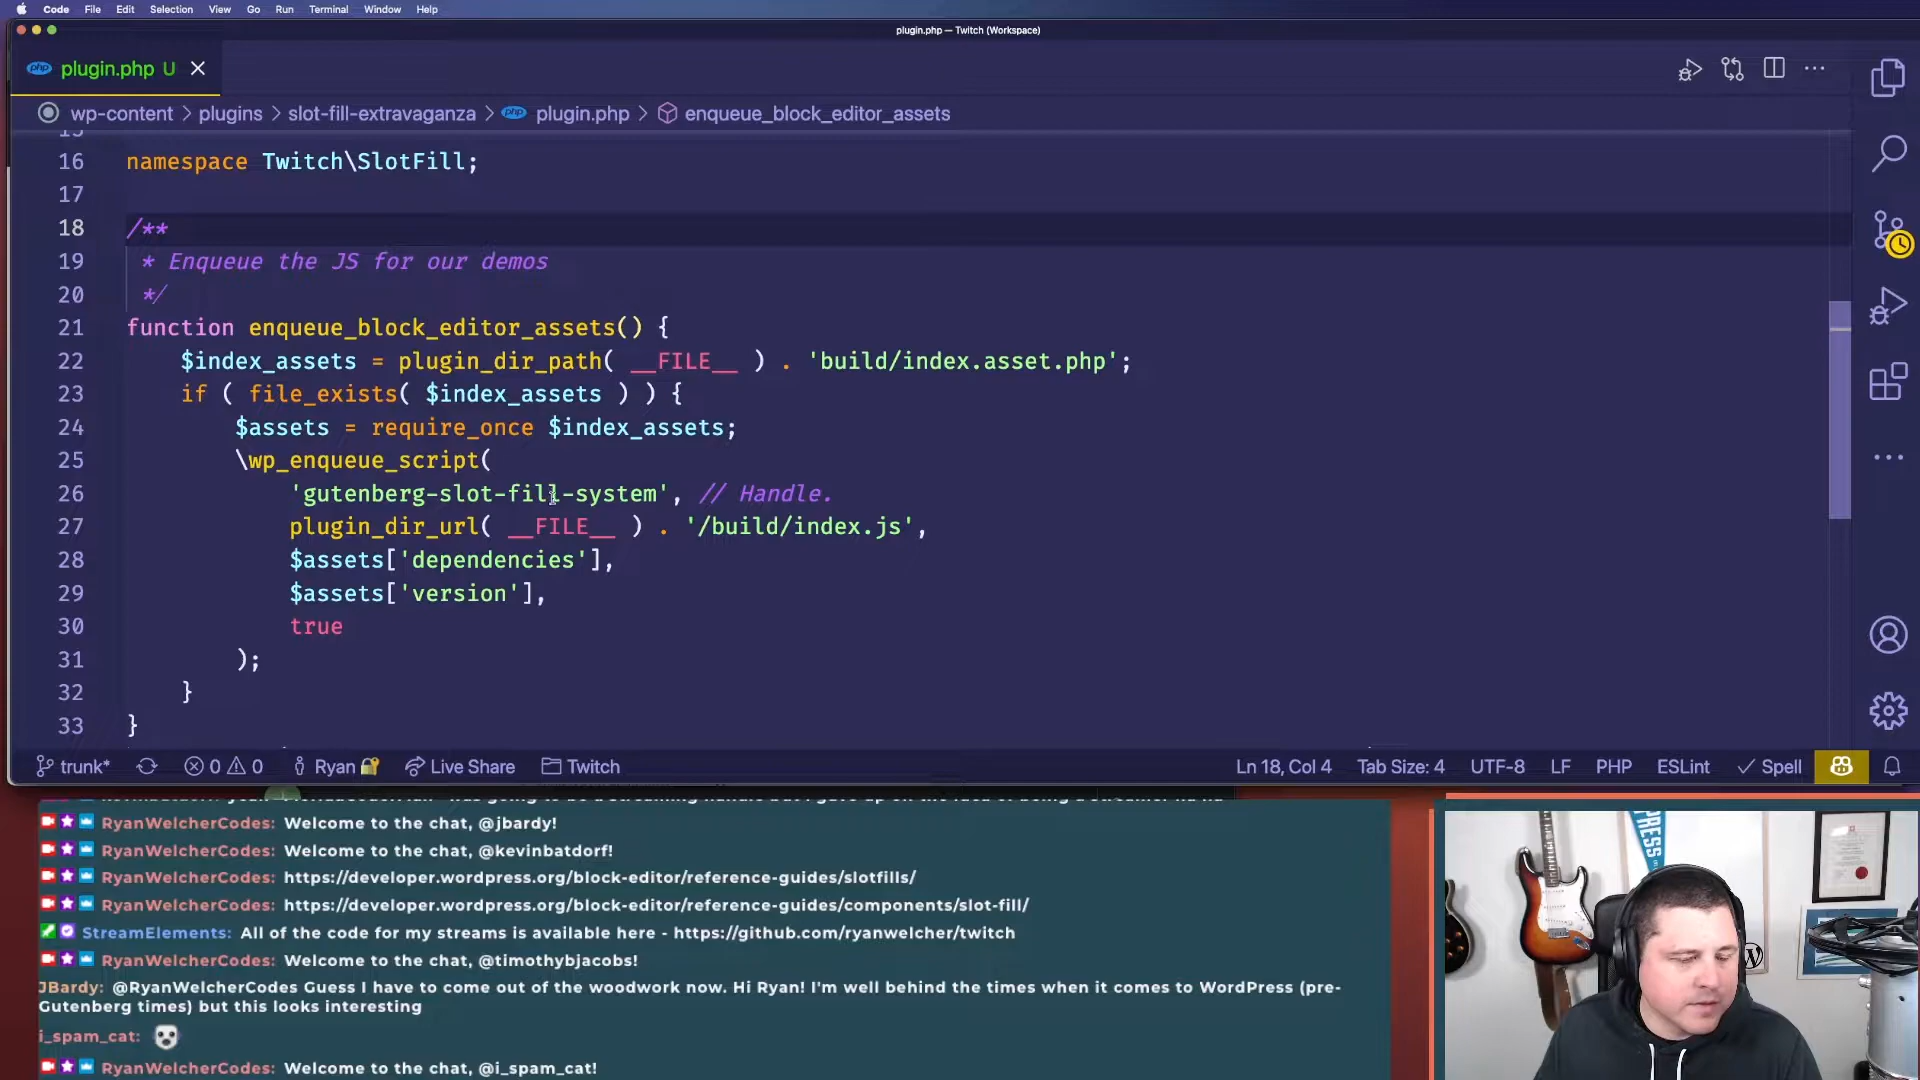 Code File Edit Selection View Go Run Terminal Window Help
plugin.php — Twitch (Workspace)
php plugin.php U
wp-content > plugins > slot-fill-extravaganza > php plugin.php > enqueue_block_editor_assets
15
16 namespace Twitch\SlotFill;
17
18 /**
19 * Enqueue the JS for our demos
20 */
21 function enqueue_block_editor_assets() {
22 $index_assets = plugin_dir_path( __FILE__ ) . 'build/index.asset.php';
23 if ( file_exists( $index_assets ) ) {
24 $assets = require_once $index_assets;
25 \wp_enqueue_script(
26 'gutenberg-slot-fill-system', // Handle.
27 plugin_dir_url( __FILE__ ) . '/build/index.js',
28 $assets['dependencies'],
29 $assets['version'],
30 true
31 );
32 }
33 }
trunk* 0 0 Ryan Live Share Twitch Ln 18, Col 4 Tab Size: 4 UTF-8 LF PHP ESLint Spell
RyanWelcherCodes: Welcome to the chat, @jbardy!
RyanWelcherCodes: Welcome to the chat, @kevinbatdorf!
RyanWelcherCodes: https://developer.wordpress.org/block-editor/reference-guides/slotfills/
RyanWelcherCodes: https://developer.wordpress.org/block-editor/reference-guides/components/slot-fill/
StreamElements: All of the code for my streams is available here - https://github.com/ryanwelcher/twitch
RyanWelcherCodes: Welcome to the chat, @timothybjacobs!
JBardy: @RyanWelcherCodes Guess I have to come out of the woodwork now. Hi Ryan! I'm well behind the times when it comes to WordPress (pre-
Gutenberg times) but this looks interesting
i_spam_cat:
RyanWelcherCodes: Welcome to the chat, @i_spam_cat!
PRESS